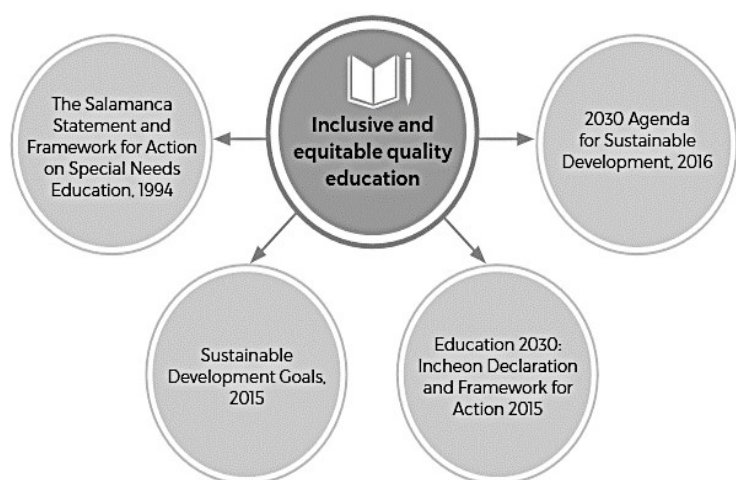 Inclusive and
equitable quality
education
The Salamanca
Statement and
Framework for Action
on Special Needs
Education, 1994
2030 Agenda
for Sustainable
Development, 2016
Sustainable
Development Goals,
2015
Education 2030:
Incheon Declaration
and Framework for
Action 2015